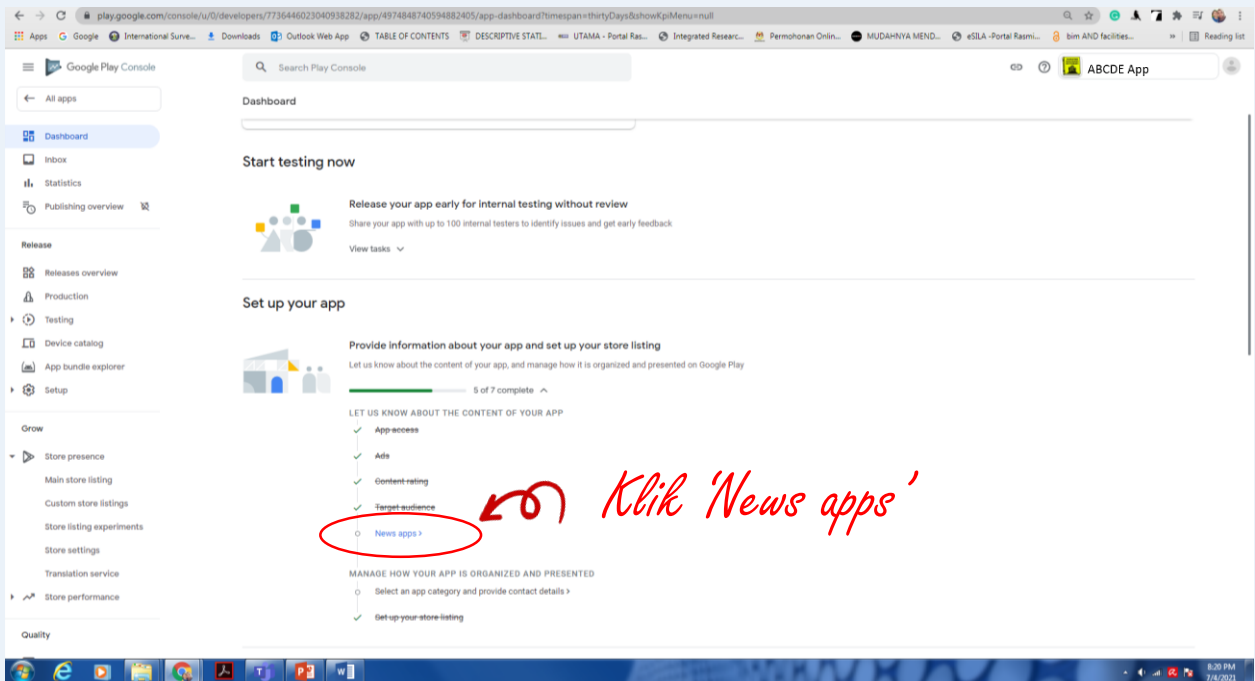 play.google.com/console/u/0/developers/7736446023040938282/app/4974848740594882405/app-dashboard?timespan=thirtyDays&showKpiMenu=null
Apps Google International Surve... Downloads Outlook Web App TABLE OF CONTENTS DESCRIPTIVE STATI... UTAMA - Portal Ras... Integrated Researc... Permohonan Onlin... MUDAHNYA MEND... eSILA -Portal Rasmi... bim AND facilities... » Reading list
Google Play Console
Search Play Console
ABCDE App
All apps
Dashboard
Dashboard
Inbox
Statistics
Publishing overview
Release
Releases overview
Production
Testing
Device catalog
App bundle explorer
Setup
Grow
Store presence
Main store listing
Custom store listings
Store listing experiments
Store settings
Translation service
Store performance
Quality
Start testing now
Release your app early for internal testing without review
Share your app with up to 100 internal testers to identify issues and get early feedback
View tasks
Set up your app
Provide information about your app and set up your store listing
Let us know about the content of your app, and manage how it is organized and presented on Google Play
5 of 7 complete
LET US KNOW ABOUT THE CONTENT OF YOUR APP
App access
Ads
Content rating
Target audience
News apps >
Klik 'News apps'
MANAGE HOW YOUR APP IS ORGANIZED AND PRESENTED
Select an app category and provide contact details >
Set up your store listing
8:20 PM
7/4/2021